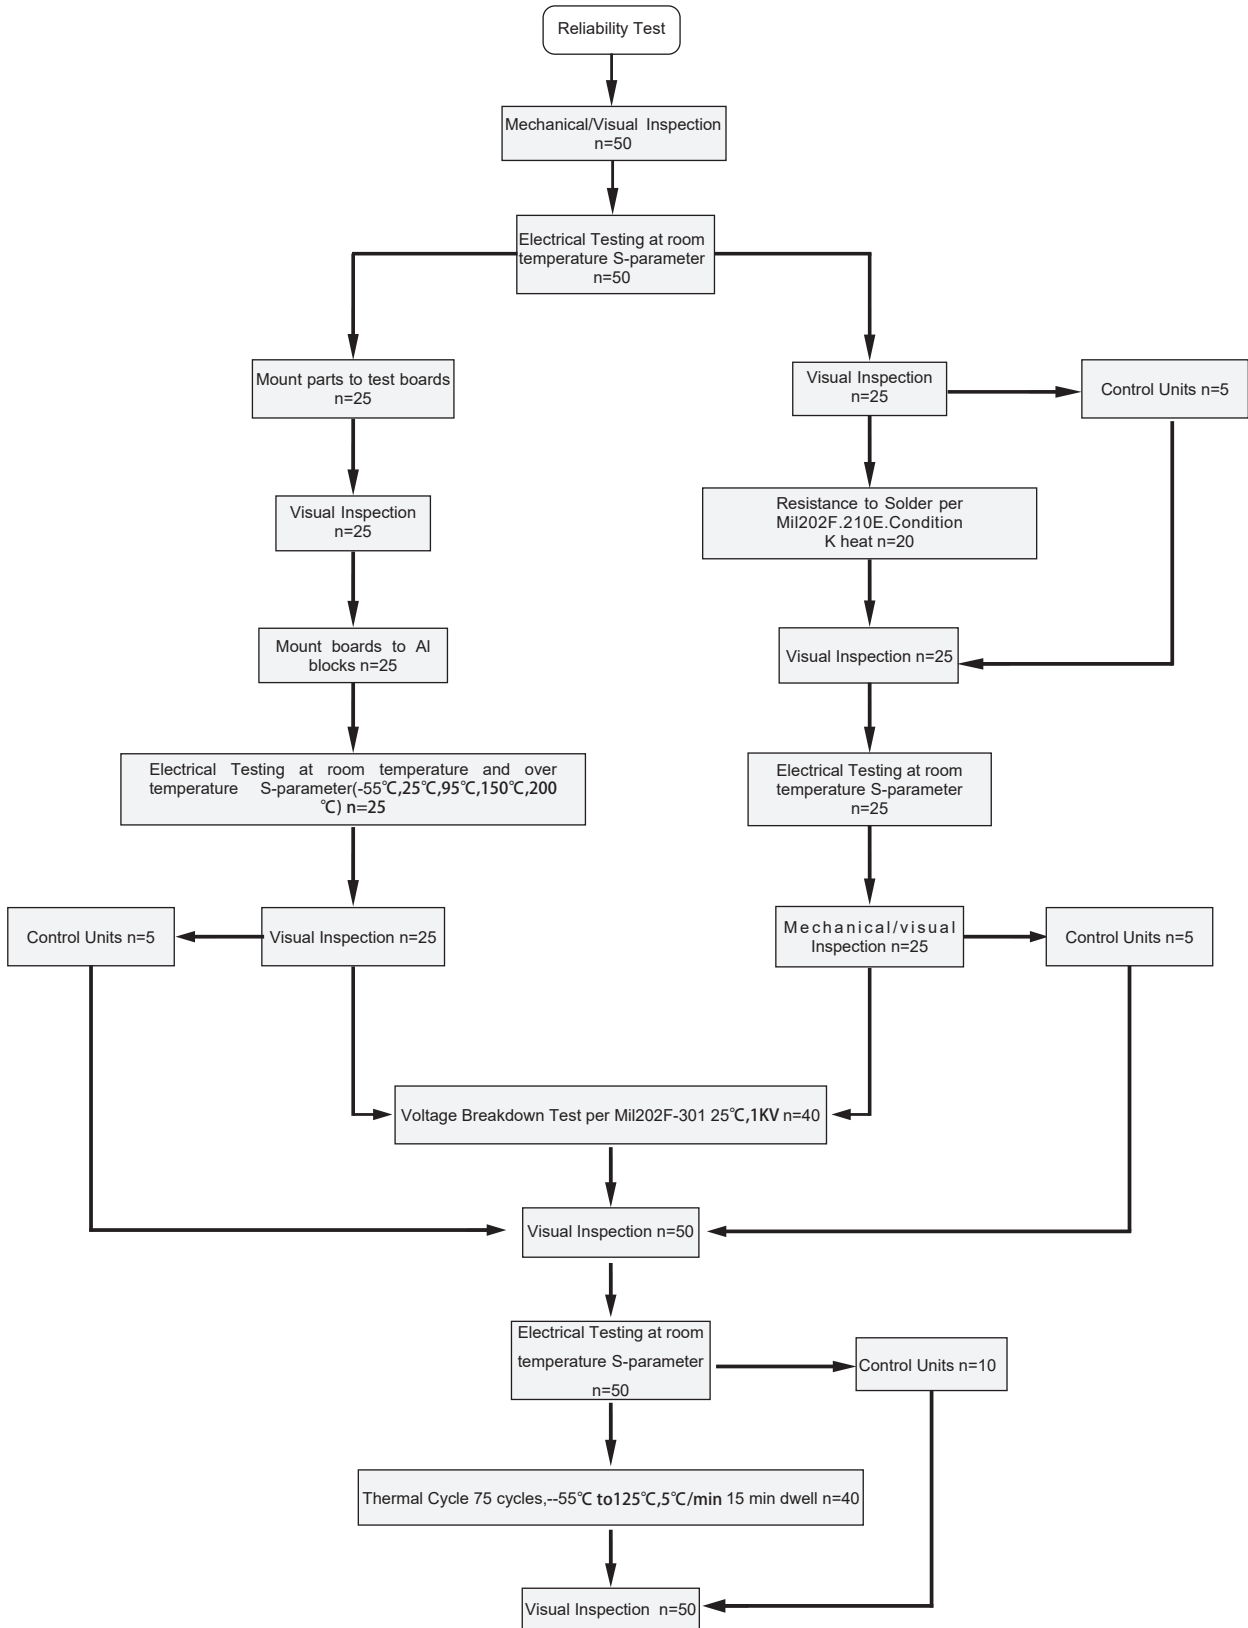 Reliability Test
Mechanical/Visual Inspection
n=50
Electrical Testing at room
temperature S-parameter
n=50
Mount parts to test boards
n=25
Visual Inspection
n=25
Control Units n=5
Visual Inspection
n=25
Resistance to Solder per
Mil202F.210E.Condition
K heat n=20
Mount boards to Al
blocks n=25
Visual Inspection n=25
Electrical Testing at room temperature and over
temperature S-parameter(-55℃,25℃,95℃,150℃,200
℃) n=25
Electrical Testing at room
temperature S-parameter
n=25
Control Units n=5
Visual Inspection n=25
Mechanical/visual
Inspection n=25
Control Units n=5
Voltage Breakdown Test per Mil202F-301 25℃,1KV n=40
Visual Inspection n=50
Electrical Testing at room
temperature S-parameter
n=50
Control Units n=10
Thermal Cycle 75 cycles,--55℃ to125℃,5℃/min 15 min dwell n=40
Visual Inspection n=50